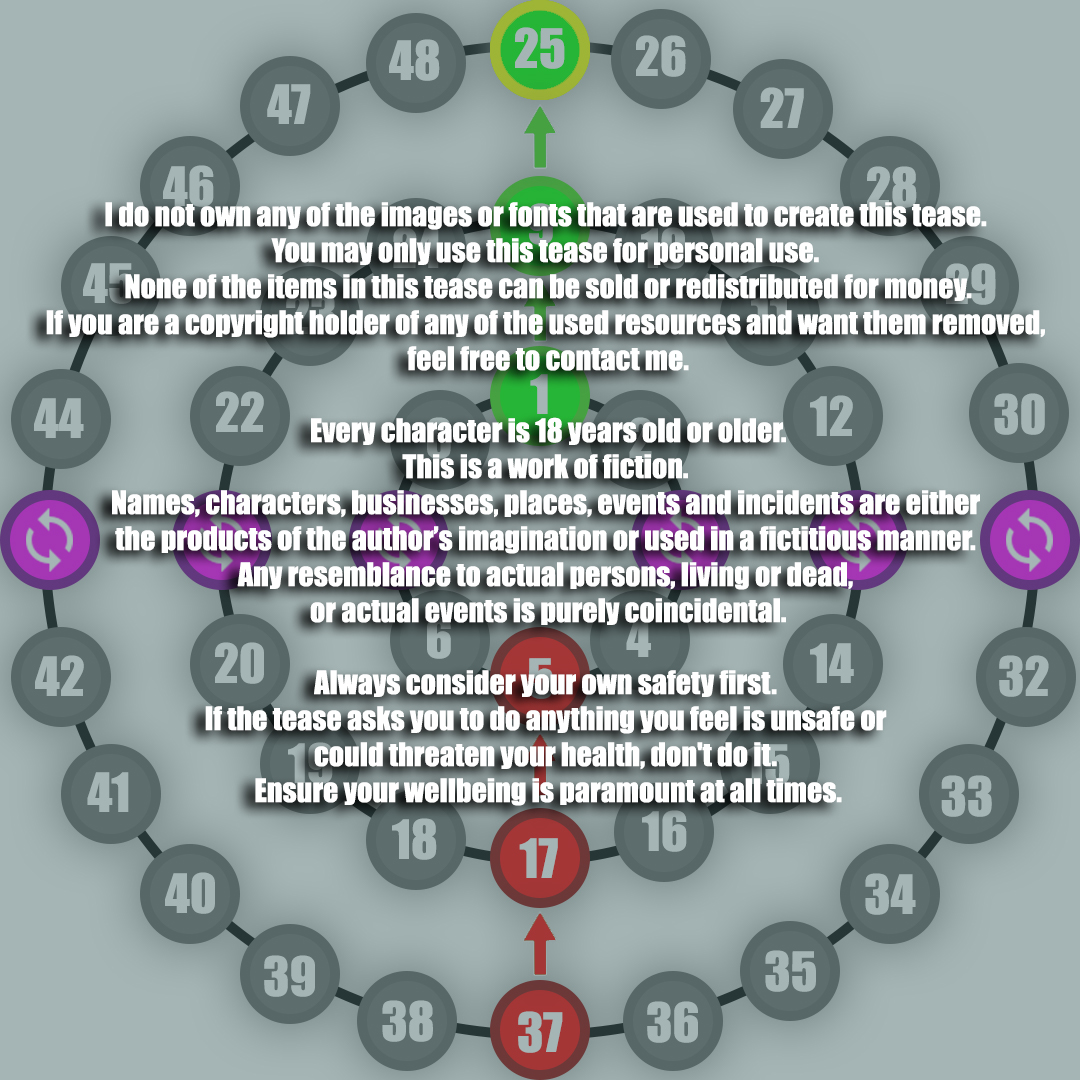 48 25 26
47 27
46 28
I do not own any of the images or fonts that are used to create this tease.
You may only use this tease for personal use.
None of the items in this tease can be sold or redistributed for money.
45 29
If you are a copyright holder of any of the used resources and want them removed,
feel free to contact me.
44 22 1 12 30
Every character is 18 years old or older.
This is a work of fiction.
Names, characters, businesses, places, events and incidents are either
the products of the author's imagination or used in a fictitious manner.
Any resemblance to actual persons, living or dead,
or actual events is purely coincidental.
6 4
42 20 5 14 32
Always consider your own safety first.
If the tease asks you to do anything you feel is unsafe or
could threaten your health, don't do it.
Ensure your wellbeing is paramount at all times.
41 33
18 17 16
40 34
39 35
38 37 36